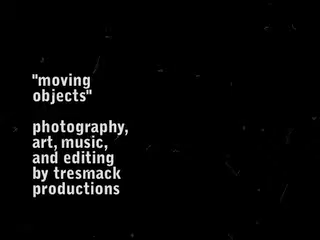 "moving
objects"
photography,
art, music,
and editing
by tresmack
productions